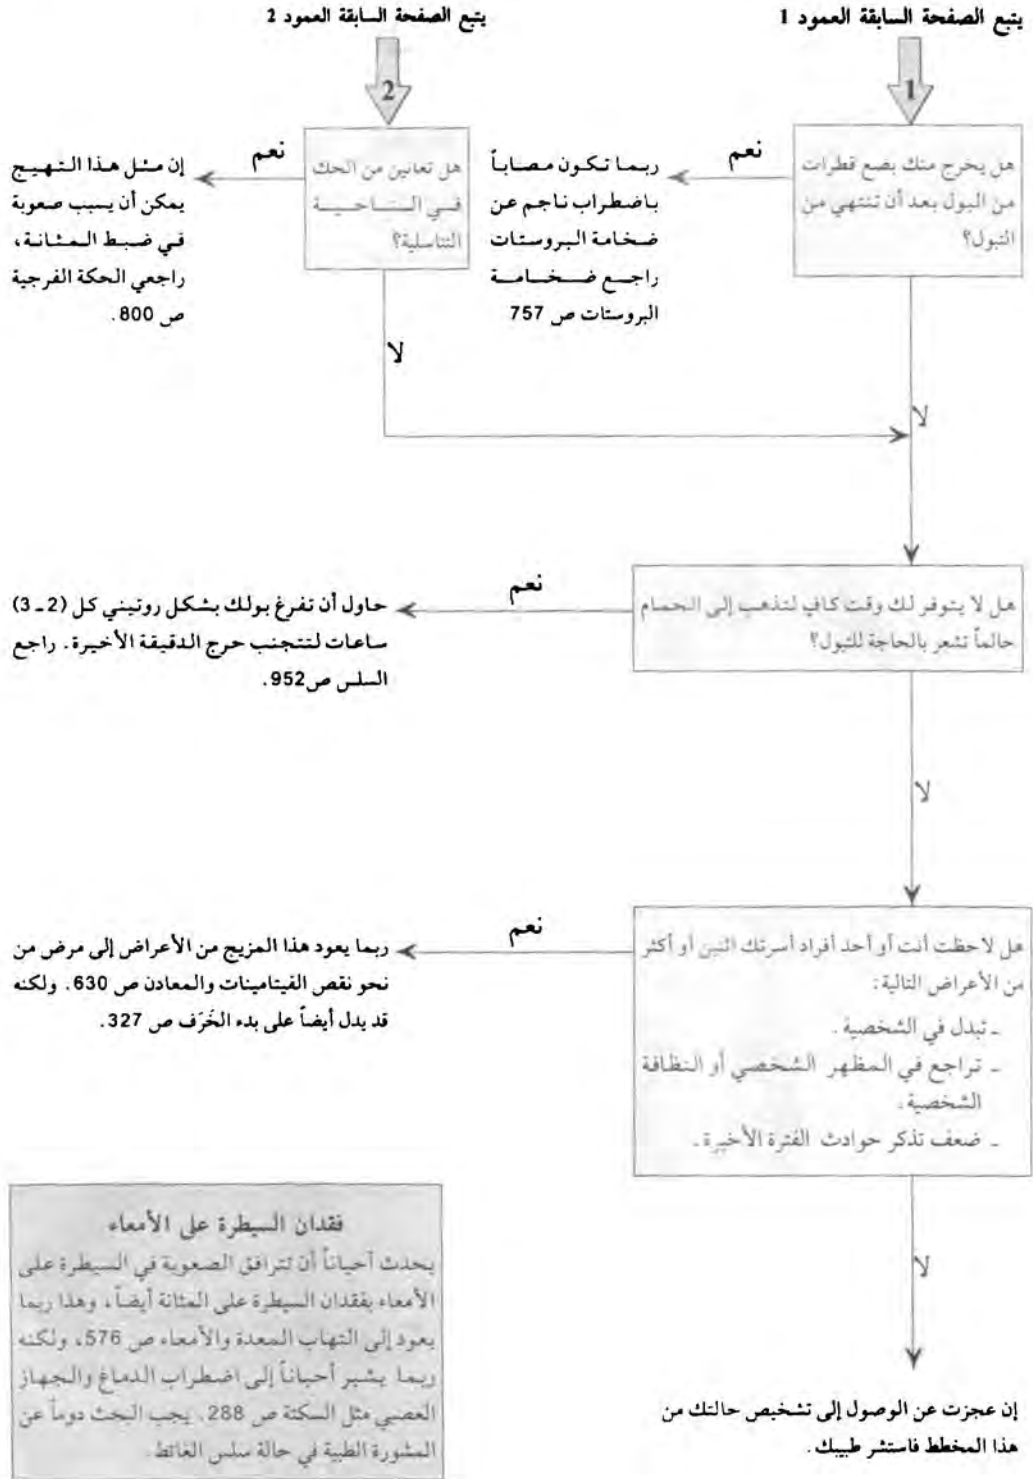 يتبع الصفحة السابقة العمود 1
1
هل يخرج منك بضع قطرات
من البول بعد أن تنتهي من
التبول؟
نعم
ربما تكون مصاباً
باضطراب ناجم عن
ضخامة البروستات
راجع ضخامة
البروستات ص 757
لا
يتبع الصفحة السابقة العمود 2
2
هل تعانين من الحك
في الناحية
التناسلية؟
نعم
إن مثل هذا التهيج
يمكن أن يسبب صعوبة
في ضبط المثانة،
راجعي الحكة الفرجية
ص 800.
لا
هل لا يتوفر لك وقت كافٍ لتذهب إلى الحمام
حالماً تشعر بالحاجة للتبول؟
نعم
حاول أن تفرغ بولك بشكل روتيني كل (2 ـ 3)
ساعات لتتجنب حرج الدقيقة الأخيرة. راجع
السلس ص952.
لا
هل لاحظت أنت أو أحد أفراد أسرتك اثنين أو أكثر
من الأعراض التالية:
ـ تبدل في الشخصية.
ـ تراجع في المظهر الشخصي أو النظافة
الشخصية.
ـ ضعف تذكر حوادث الفترة الأخيرة.
نعم
ربما يعود هذا المزيج من الأعراض إلى مرض من
نحو نقص الفيتامينات والمعادن ص 630. ولكنه
قد يدل أيضاً على بدء الخَرَف ص 327.
لا
إن عجزت عن الوصول إلى تشخيص حالتك من
هذا المخطط فاستشر طبيبك.
فقدان السيطرة على الأمعاء
يحدث أحياناً أن تترافق الصعوبة في السيطرة على
الأمعاء بفقدان السيطرة على المثانة أيضاً، وهذا ربما
يعود إلى التهاب المعدة والأمعاء ص 576، ولكنه
ربما يشير أحياناً إلى اضطراب الدماغ والجهاز
العصبي مثل السكتة ص 288. يجب البحث دوماً عن
المشورة الطبية في حالة سلس الغائط.